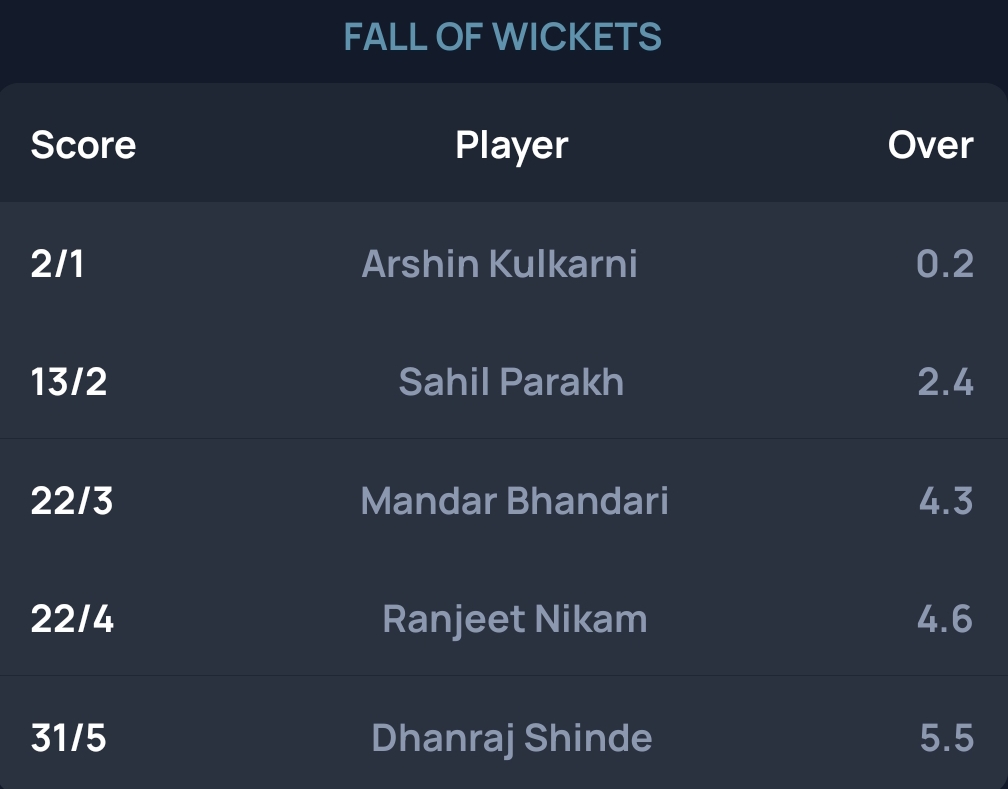 FALL OF WICKETS
Score Player Over
2/1 Arshin Kulkarni 0.2
13/2 Sahil Parakh 2.4
22/3 Mandar Bhandari 4.3
22/4 Ranjeet Nikam 4.6
31/5 Dhanraj Shinde 5.5